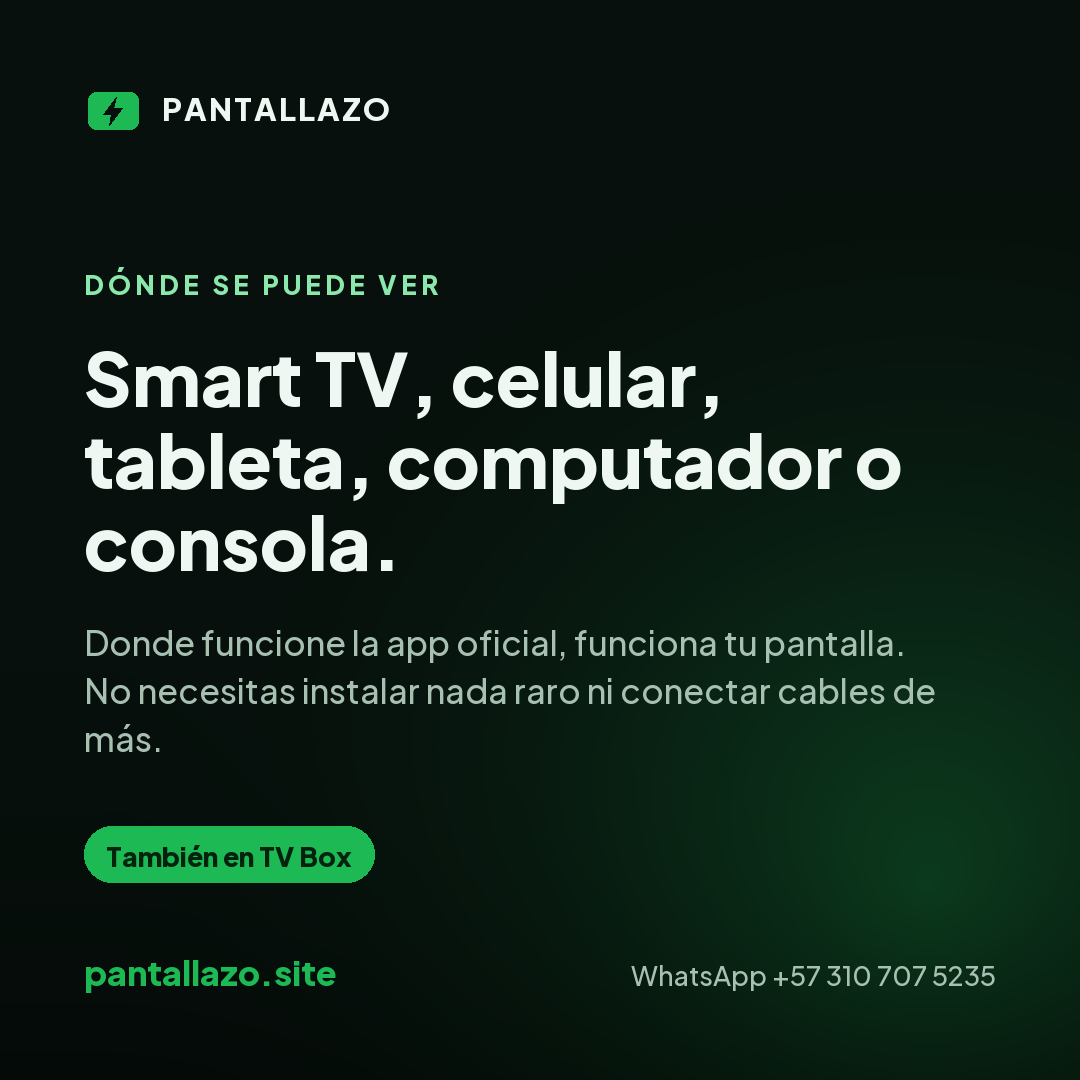 PANTALLAZO
DÓNDE SE PUEDE VER
Smart TV, celular,
tableta, computador o
consola.
Donde funcione la app oficial, funciona tu pantalla.
No necesitas instalar nada raro ni conectar cables de
más.
También en TV Box
pantallazo.site
WhatsApp +57 310 707 5235